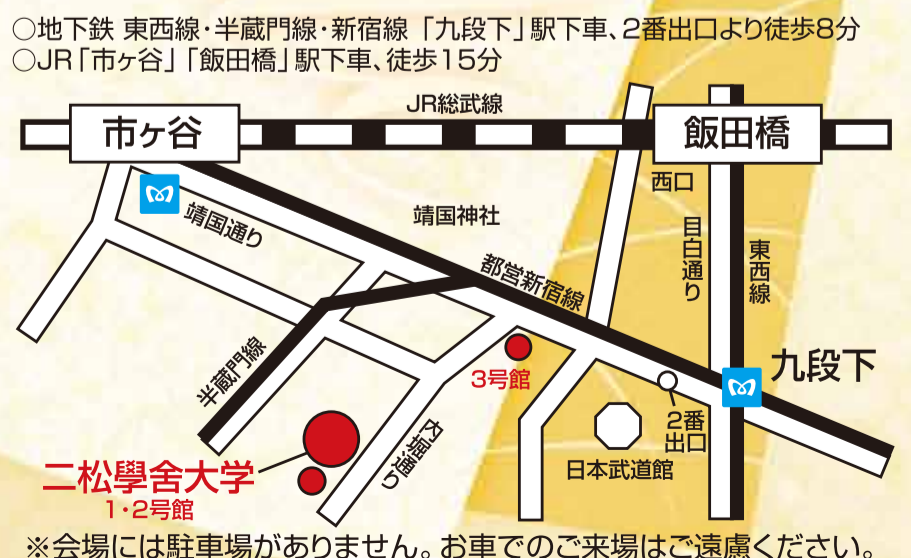 ○地下鉄 東西線・半蔵門線・新宿線 「九段下」駅下車、2番出口より徒歩8分
○JR「市ヶ谷」「飯田橋」駅下車、徒歩15分
JR総武線
市ヶ谷
飯田橋
西口
靖国通り
靖国神社
目白通り
東西線
都営新宿線
半蔵門線
3号館
九段下
2番
出口
内堀通り
日本武道館
二松學舍大学
1・2号館
※会場には駐車場がありません。お車でのご来場はご遠慮ください。